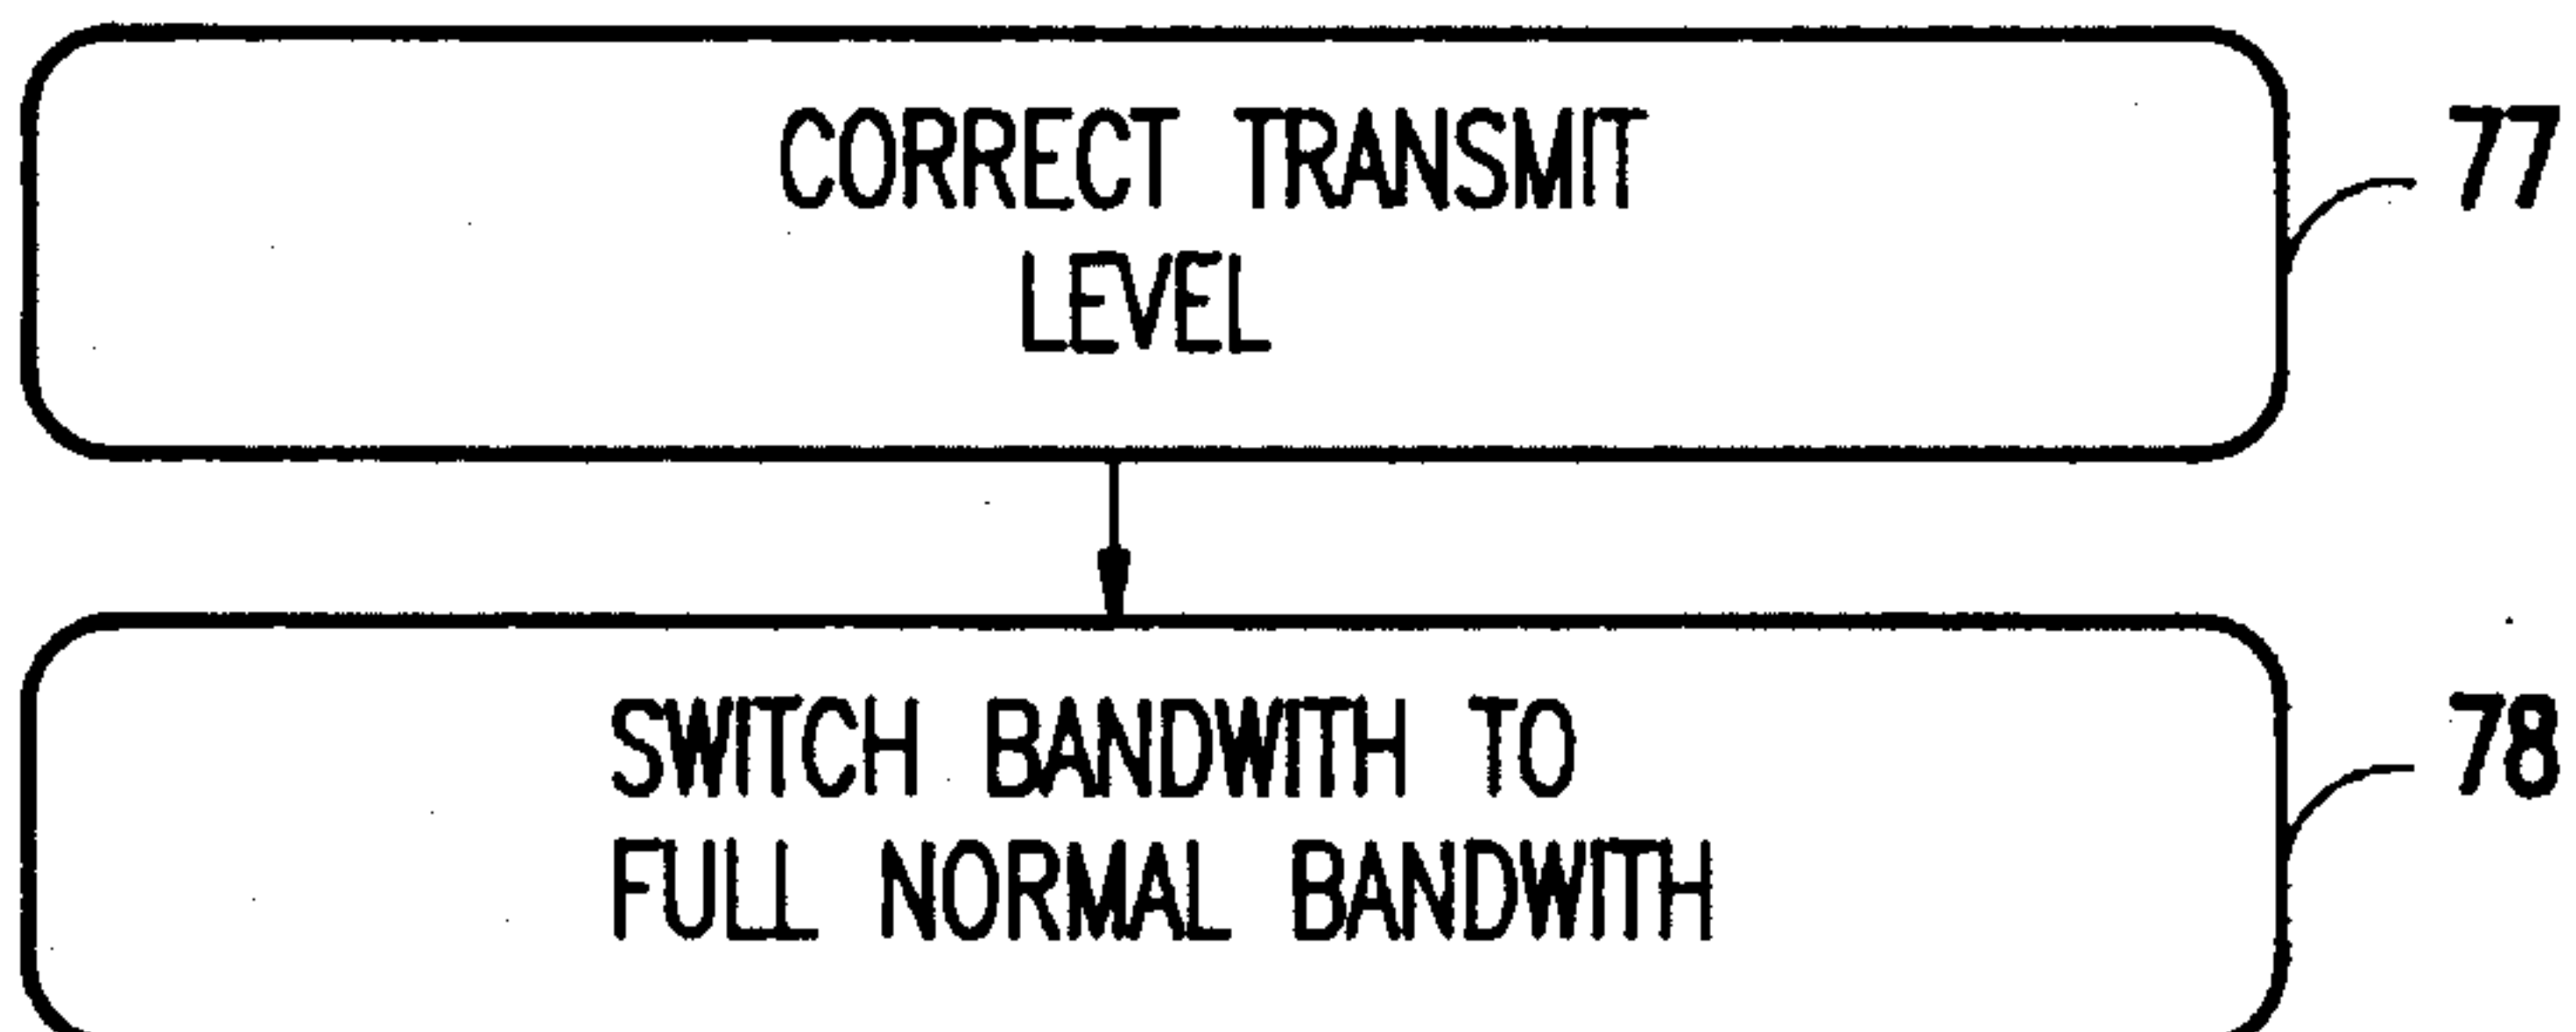 CORRECT TRANSMIT
LEVEL
77
SWITCH BANDWITH TO
FULL NORMAL BANDWITH
78